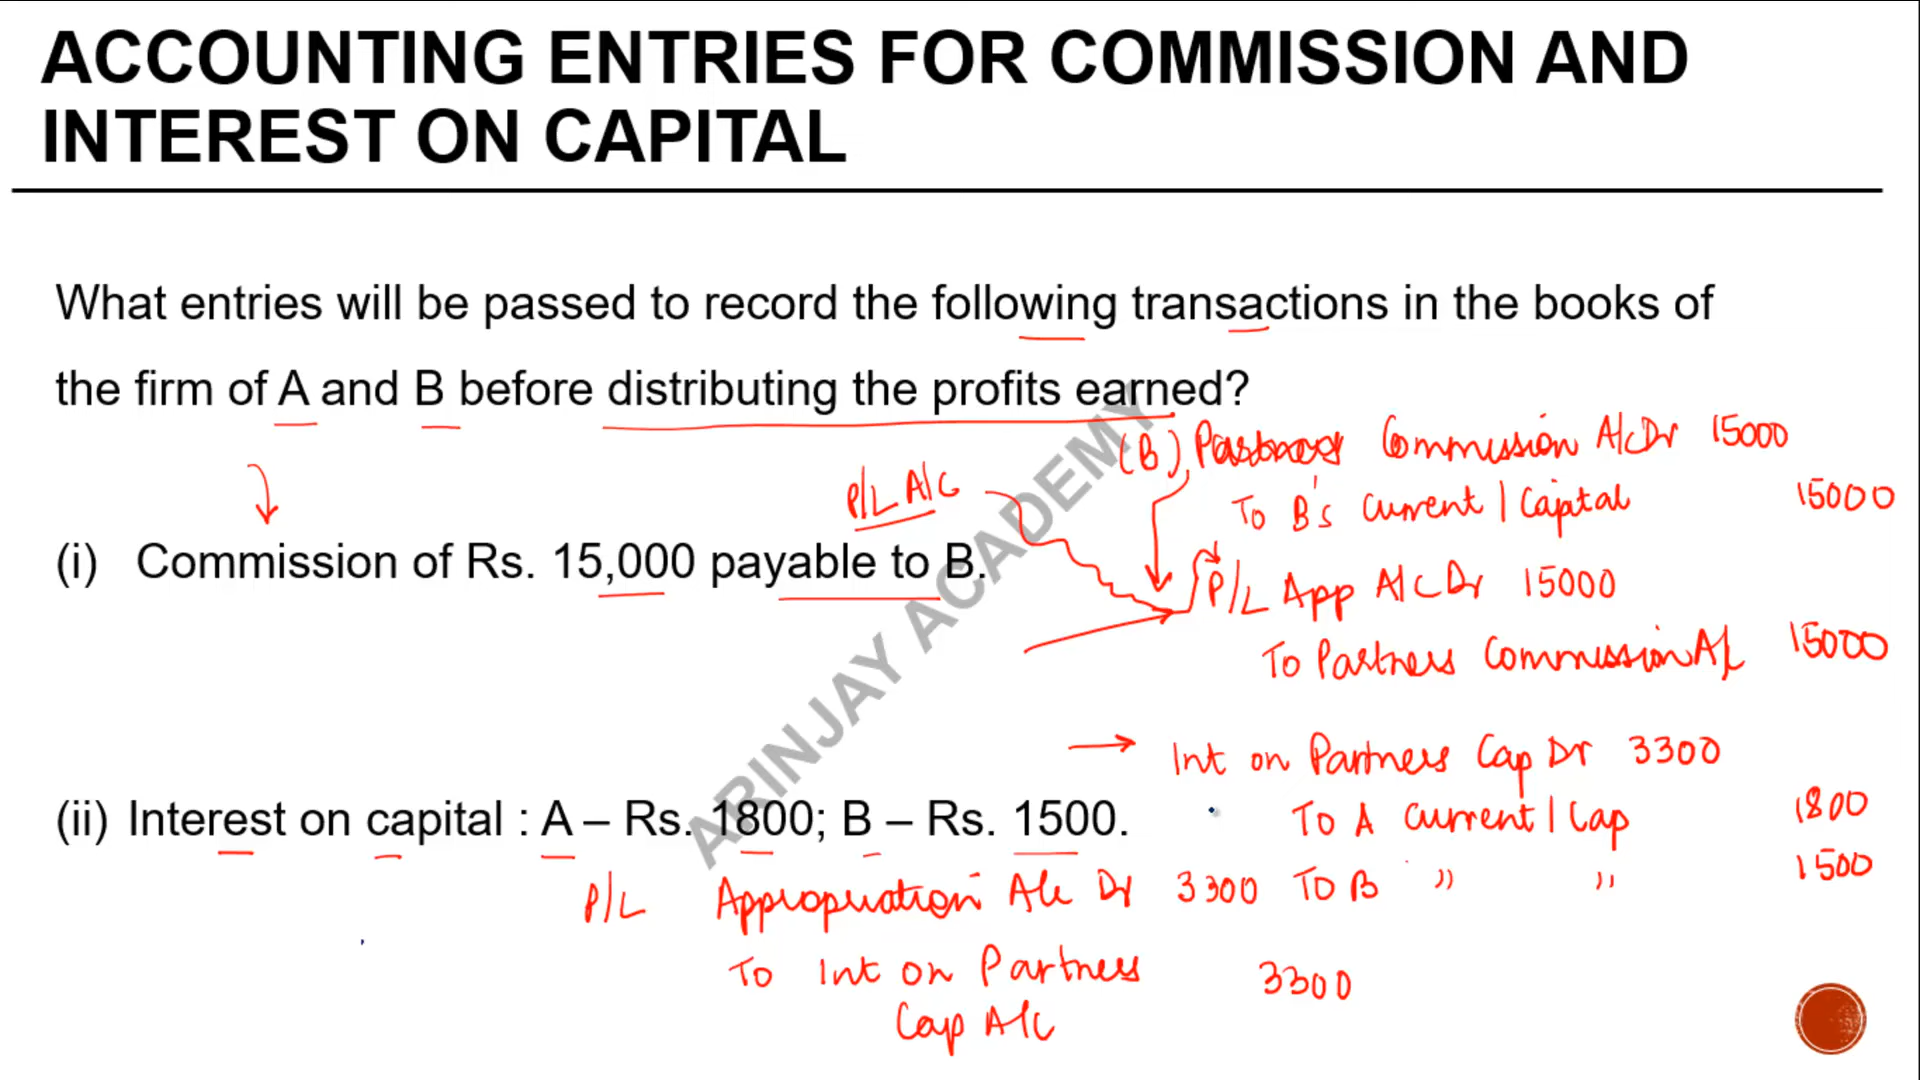 ACCOUNTING ENTRIES FOR COMMISSION AND
INTEREST ON CAPITAL
What entries will be passed to record the following transactions in the books of
the firm of A and B before distributing the profits earned?
(B) Partners Commission A/c Dr 15000
To B's Current | Capital 15000
P/L A/C
(i) Commission of Rs. 15,000 payable to B.
P/L App A/C Dr 15000
To Partners Commission A/c 15000
Int on Partners Cap Dr 3300
(ii) Interest on capital : A – Rs. 1800; B – Rs. 1500.
To A Current | Cap 1800
To B " " 1500
P/L Appropriation A/c Dr 3300
To Int on Partners 3300
Cap A/c
ARINJAY ACADEMY